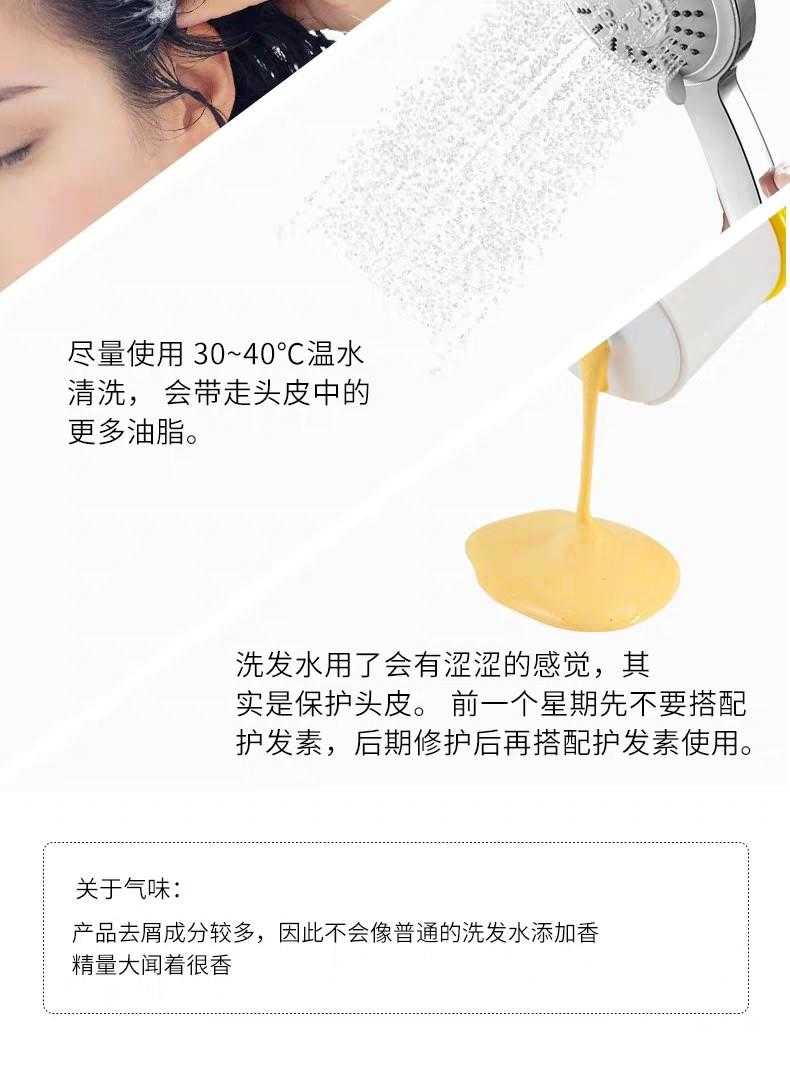 尽量使用 30~40℃温水
清洗， 会带走头皮中的
更多油脂。
洗发水用了会有涩涩的感觉，其
实是保护头皮。 前一个星期先不要搭配
护发素，后期修护后再搭配护发素使用。
关于气味：
产品去屑成分较多，因此不会像普通的洗发水添加香
精量大闻着很香